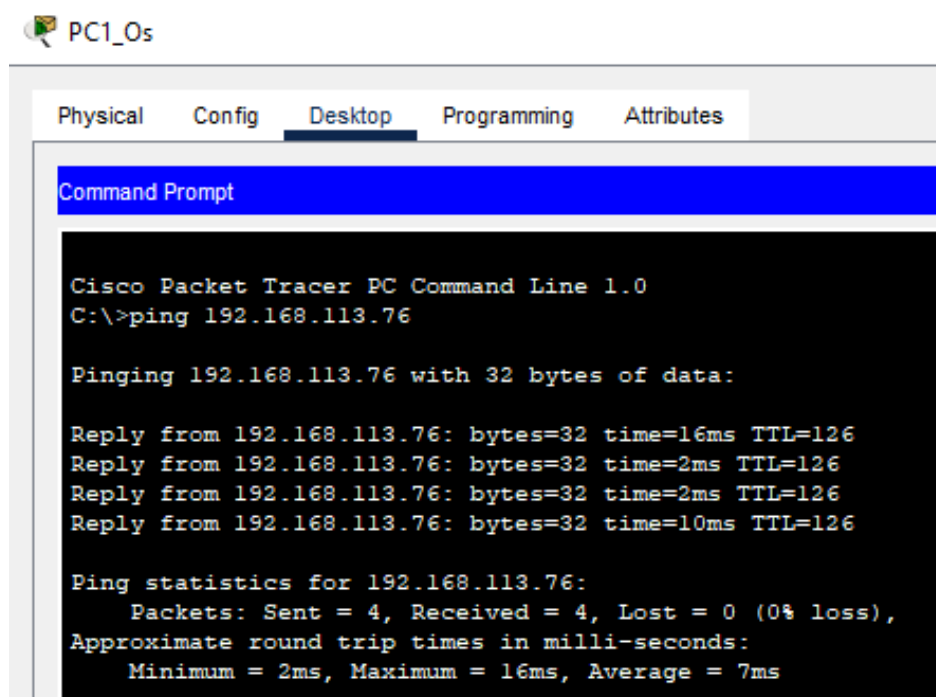 PC1_Os
Physical Config Desktop Programming Attributes
Command Prompt
Cisco Packet Tracer PC Command Line 1.0
C:\>ping 192.168.113.76
Pinging 192.168.113.76 with 32 bytes of data:
Reply from 192.168.113.76: bytes=32 time=16ms TTL=126
Reply from 192.168.113.76: bytes=32 time=2ms TTL=126
Reply from 192.168.113.76: bytes=32 time=2ms TTL=126
Reply from 192.168.113.76: bytes=32 time=10ms TTL=126
Ping statistics for 192.168.113.76:
Packets: Sent = 4, Received = 4, Lost = 0 (0% loss),
Approximate round trip times in milli-seconds:
Minimum = 2ms, Maximum = 16ms, Average = 7ms